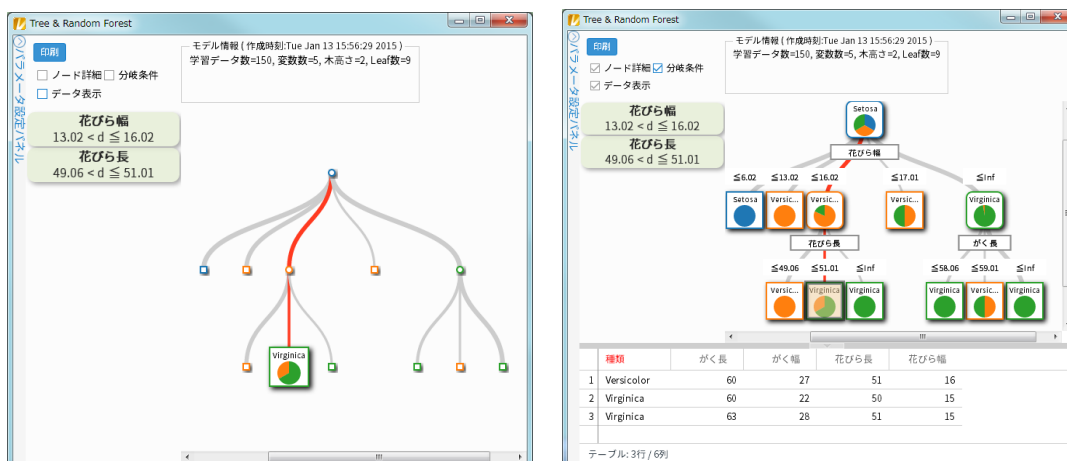 Tree & Random Forest
パラメータ設定パネル
印刷
モデル情報 ( 作成時刻:Tue Jan 13 15:56:29 2015 )
学習データ数=150, 変数数=5, 木高さ=2, Leaf数=9
ノード詳細 分岐条件
データ表示
花びら幅
13.02 < d ≦ 16.02
花びら長
49.06 < d ≦ 51.01
Virginica
Tree & Random Forest
パラメータ設定パネル
印刷
モデル情報 ( 作成時刻:Tue Jan 13 15:56:29 2015 )
学習データ数=150, 変数数=5, 木高さ=2, Leaf数=9
ノード詳細 分岐条件
データ表示
花びら幅
13.02 < d ≦ 16.02
花びら長
49.06 < d ≦ 51.01
Setosa
花びら幅
≦6.02 ≦13.02 ≦16.02 ≦17.01 ≦Inf
Setosa Versic... Versic... Versic... Virginica
花びら長 がく長
≦49.06 ≦51.01 ≦Inf ≦58.06 ≦59.01 ≦Inf
Versic... Virginica Virginica Virginica Versic... Virginica
種類 がく長 がく幅 花びら長 花びら幅
1 Versicolor 60 27 51 16
2 Virginica 60 22 50 15
3 Virginica 63 28 51 15
テーブル: 3行 / 6列